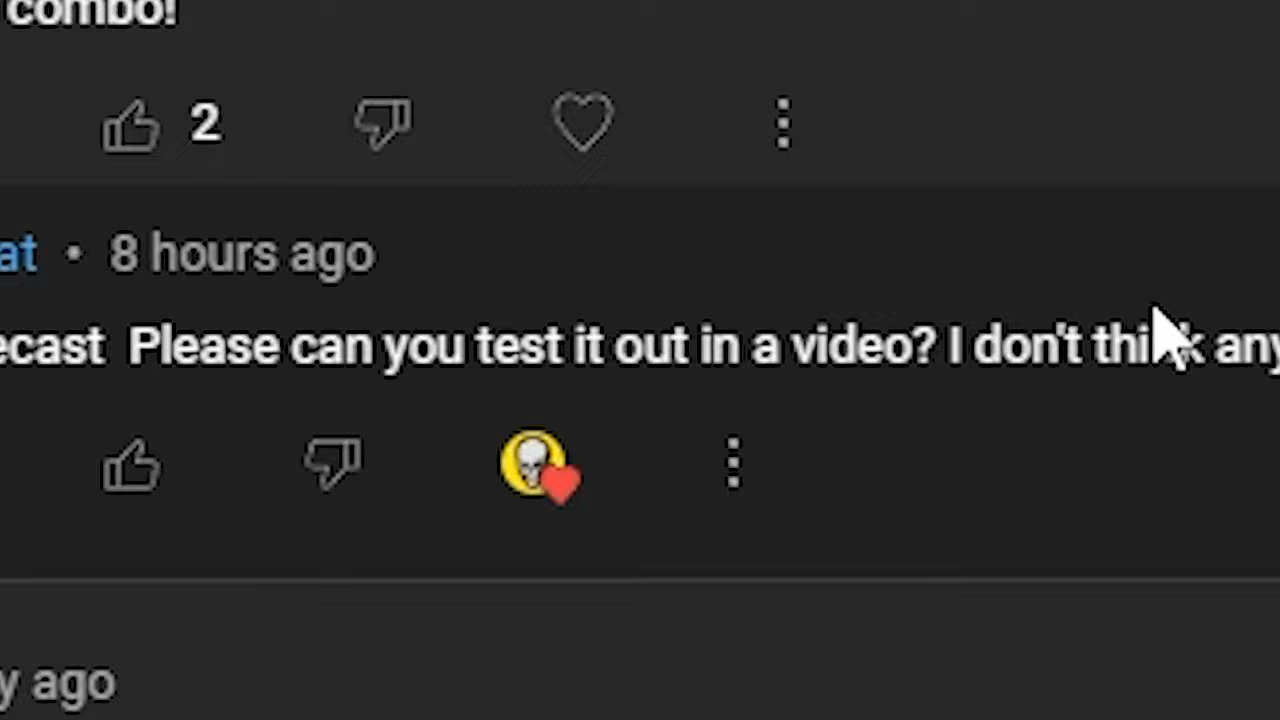 combo!
2
at • 8 hours ago
ecast Please can you test it out in a video? I don't think any
y ago